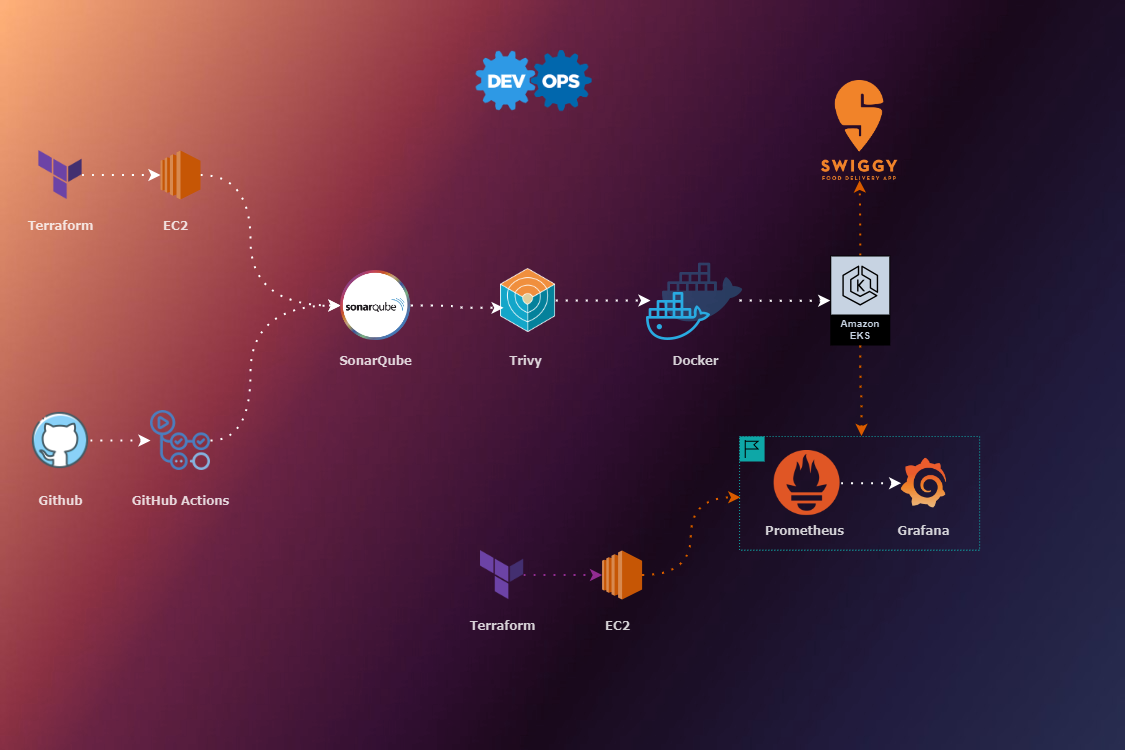 DEV OPS
SWIGGY
FOOD DELIVERY APP
Terraform
EC2
sonarqube
SonarQube
Trivy
Docker
K
Amazon
EKS
Github
GitHub Actions
Prometheus
Grafana
Terraform
EC2